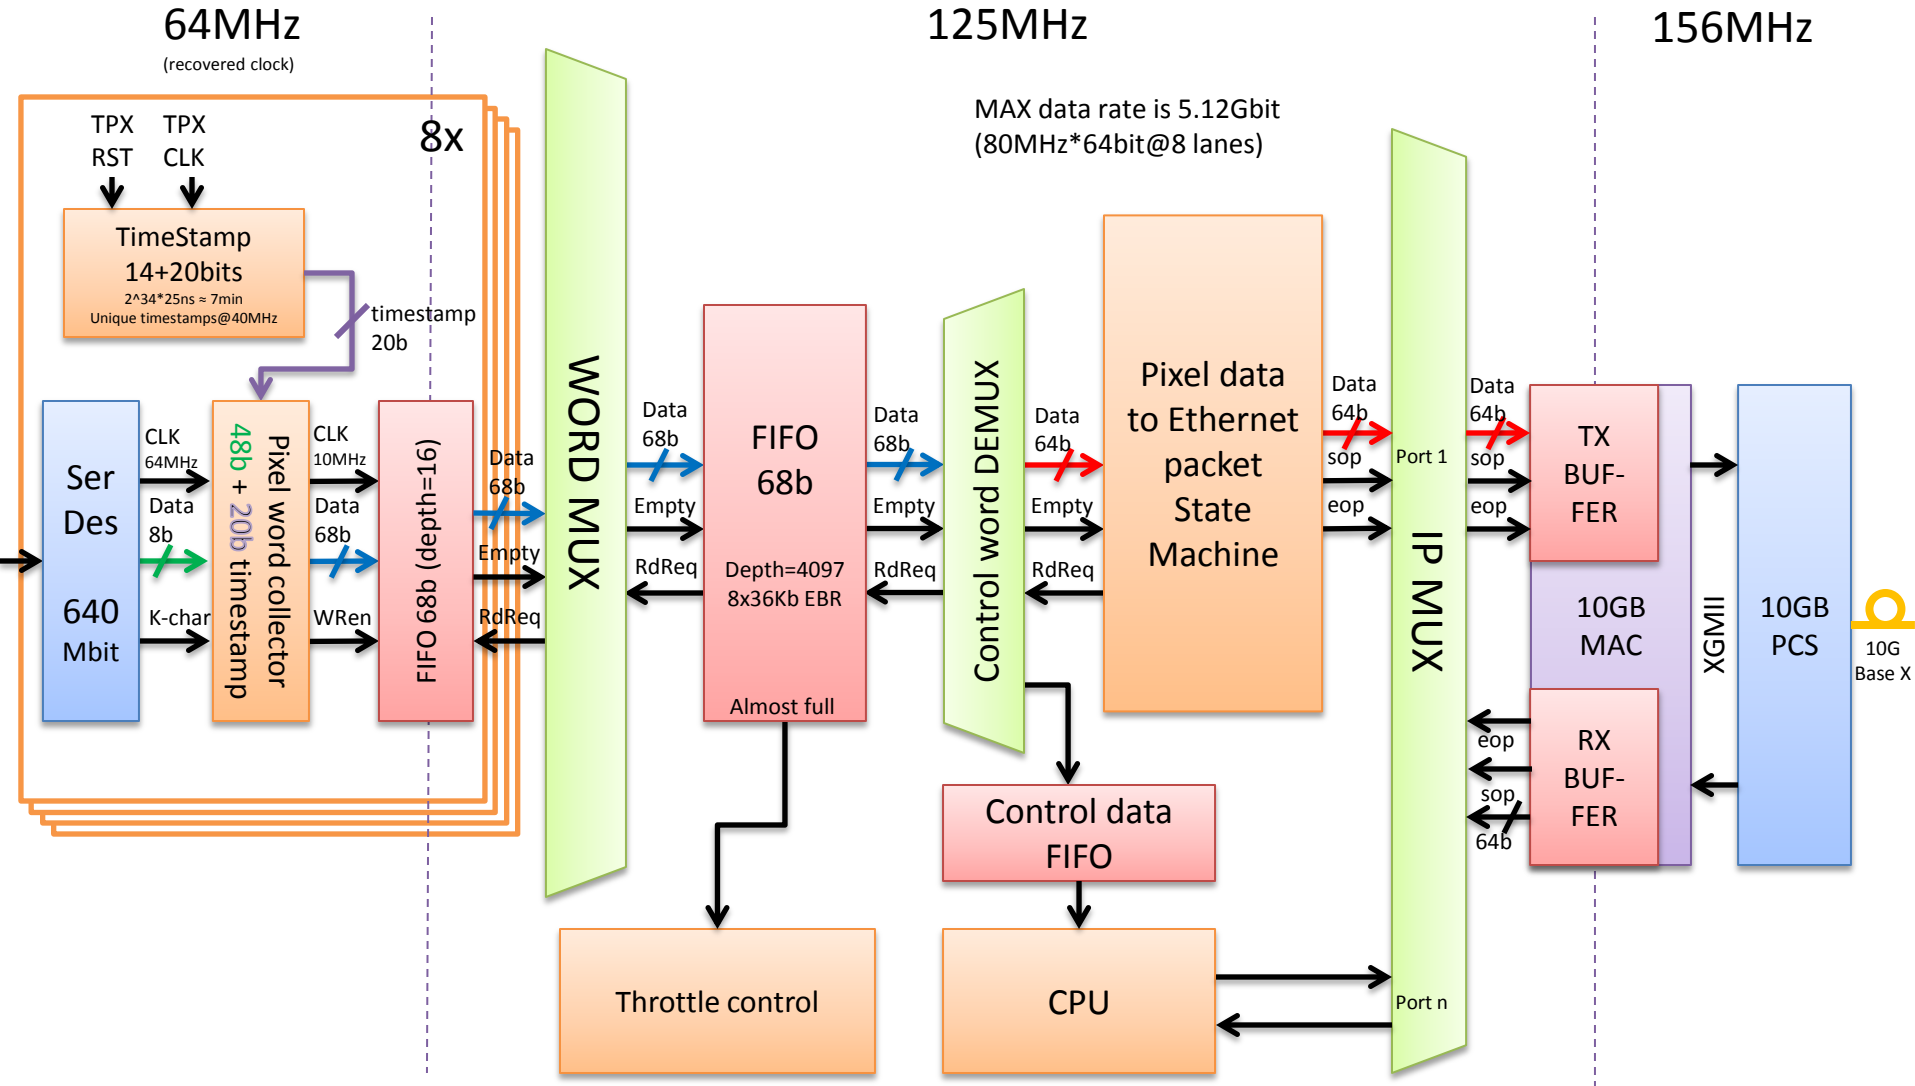 64MHz
(recovered clock)
125MHz
156MHz
MAX data rate is 5.12Gbit
(80MHz*64bit@8 lanes)
8x
TPX
RST
TPX
CLK
TimeStamp
14+20bits
2^34*25ns ≈ 7min
Unique timestamps@40MHz
timestamp
20b
Ser
Des
640
Mbit
CLK
64MHz
Data
8b
K-char
Pixel word collector
48b + 20b timestamp
CLK
10MHz
Data
68b
WRen
FIFO 68b (depth=16)
Data
68b
Empty
RdReq
WORD MUX
Data
68b
Empty
RdReq
FIFO
68b
Depth=4097
8x36Kb EBR
Almost full
Data
68b
Empty
RdReq
Control word DEMUX
Data
64b
Empty
RdReq
Pixel data
to Ethernet
packet
State
Machine
Data
64b
sop
eop
Port 1
IP MUX
Port n
Data
64b
sop
eop
TX
BUF-
FER
10GB
MAC
XGMII
RX
BUF-
FER
eop
sop
64b
10GB
PCS
10G
Base X
Control data
FIFO
Throttle control
CPU